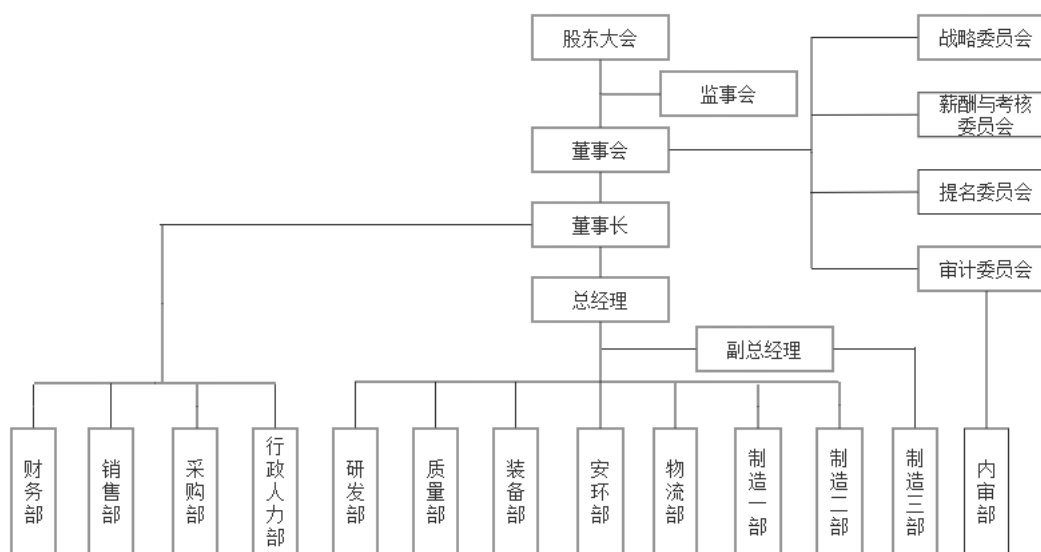 股东大会
战略委员会
监事会
薪酬与考核
委员会
董事会
提名委员会
董事长
审计委员会
总经理
副总经理
财务部
销售部
采购部
行政人力部
研发部
质量部
装备部
安环部
物流部
制造一部
制造二部
制造三部
内审部